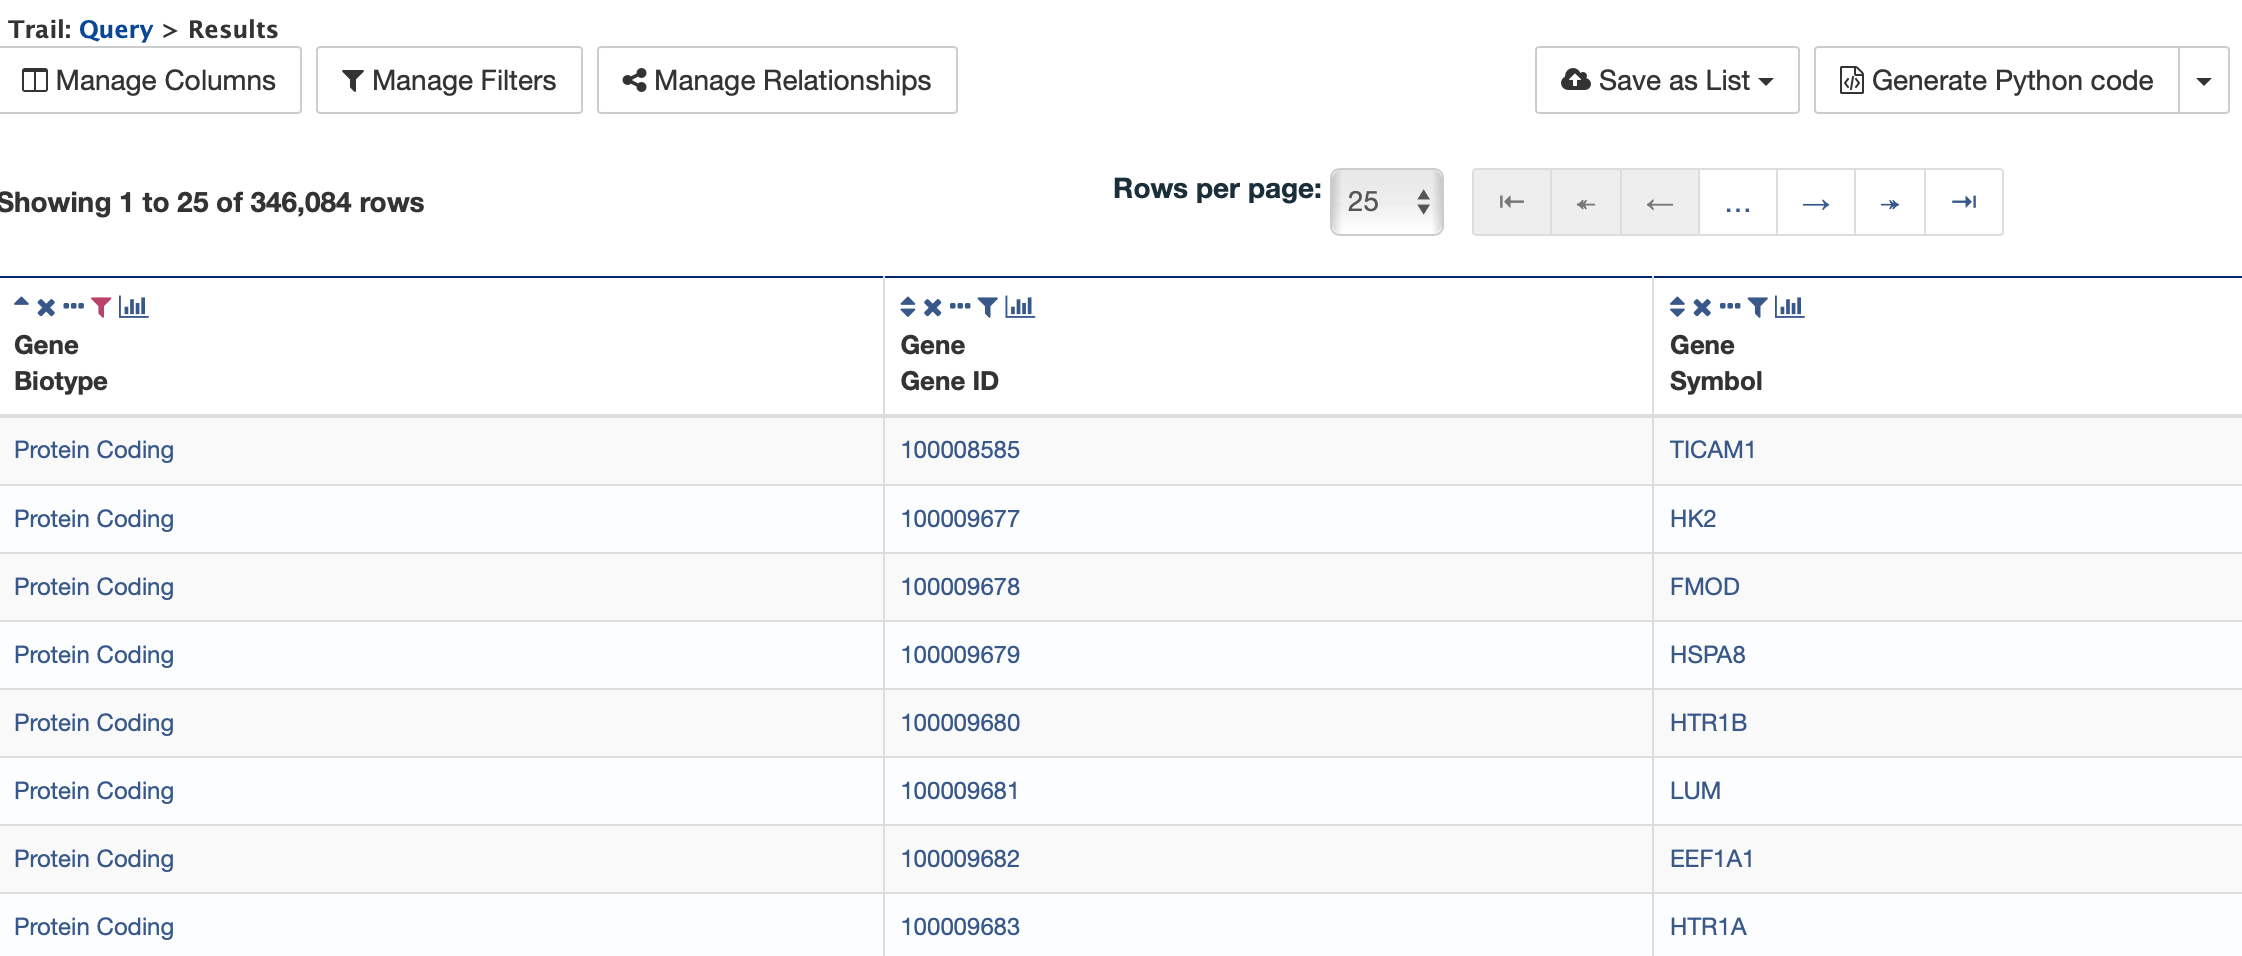 Trail: Query > Results
Manage Columns Manage Filters Manage Relationships Save as List Generate Python code
Showing 1 to 25 of 346,084 rows Rows per page: 25 ...
Gene Gene Gene
Biotype Gene ID Symbol
Protein Coding 100008585 TICAM1
Protein Coding 100009677 HK2
Protein Coding 100009678 FMOD
Protein Coding 100009679 HSPA8
Protein Coding 100009680 HTR1B
Protein Coding 100009681 LUM
Protein Coding 100009682 EEF1A1
Protein Coding 100009683 HTR1A